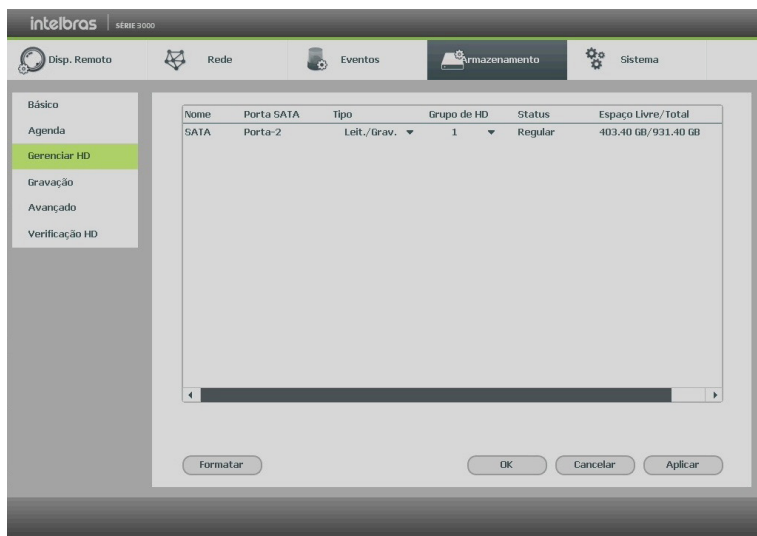 intelbras SÉRIE 3000
Disp. Remoto Rede Eventos Armazenamento Sistema
Básico
Agenda
Gerenciar HD
Gravação
Avançado
Verificação HD
Nome Porta SATA Tipo Grupo de HD Status Espaço Livre/Total
SATA Porta-2 Leit./Grav. 1 Regular 403.40 GB/931.40 GB
Formatar OK Cancelar Aplicar